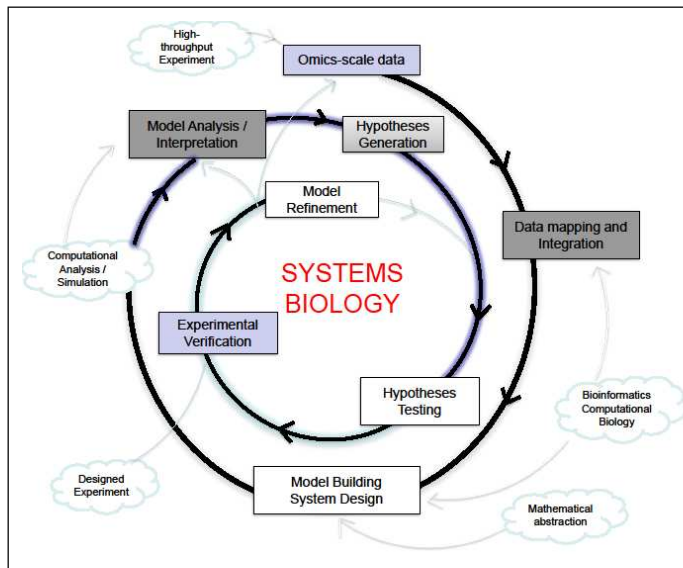 High-
throughput
Experiment
Omics-scale data
Model Analysis /
Interpretation
Hypotheses
Generation
Model
Refinement
Data mapping and
Integration
Computational
Analysis /
Simulation
SYSTEMS
BIOLOGY
Experimental
Verification
Hypotheses
Testing
Bioinformatics
Computational
Biology
Designed
Experiment
Model Building
System Design
Mathematical
abstraction